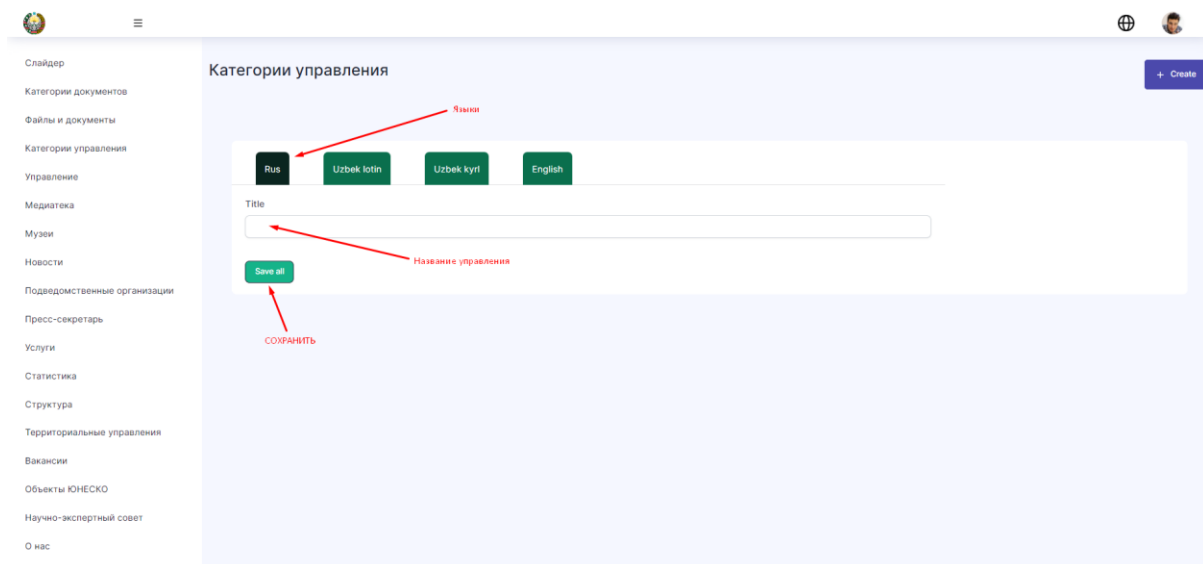 Слайдер
Категории документов
Файлы и документы
Категории управления
Управление
Медиатека
Музеи
Новости
Подведомственные организации
Пресс-секретарь
Услуги
Статистика
Структура
Территориальные управления
Вакансии
Объекты ЮНЕСКО
Научно-экспертный совет
О нас
Категории управления
+ Create
Языки
Rus Uzbek lotin Uzbek kyrl English
Title
Название управления
Save all
СОХРАНИТЬ